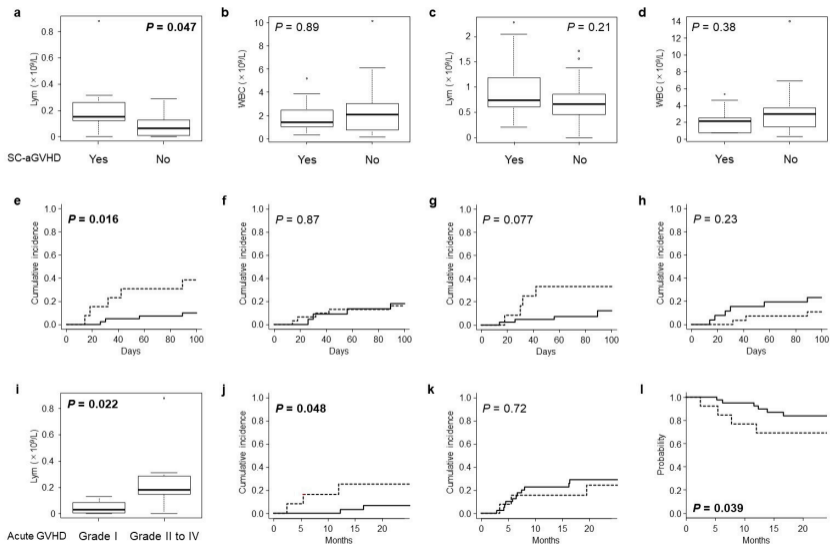 a
P = 0.047
Lym (×10⁹/L)
0.8
0.6
0.4
0.2
0
SC-aGVHD
Yes
No
b
P = 0.89
WBC (×10⁹/L)
10
8
6
4
2
0
Yes
No
c
P = 0.21
Lym (×10⁹/L)
2
1.5
1
0.5
0
Yes
No
d
P = 0.38
WBC (×10⁹/L)
14
12
10
8
6
4
2
0
Yes
No
e
P = 0.016
Cumulative incidence
1.0
0.8
0.6
0.4
0.2
0.0
0 20 40 60 80 100
Days
f
P = 0.87
Cumulative incidence
1.0
0.8
0.6
0.4
0.2
0.0
0 20 40 60 80 100
Days
g
P = 0.077
Cumulative incidence
1.0
0.8
0.6
0.4
0.2
0.0
0 20 40 60 80 100
Days
h
P = 0.23
Cumulative incidence
1.0
0.8
0.6
0.4
0.2
0.0
0 20 40 60 80 100
Days
i
P = 0.022
Lym (×10⁹/L)
0.8
0.6
0.4
0.2
0
Acute GVHD
Grade I
Grade II to IV
j
P = 0.048
Cumulative incidence
1.0
0.8
0.6
0.4
0.2
0.0
0 5 10 15 20
Months
k
P = 0.72
Cumulative incidence
1.0
0.8
0.6
0.4
0.2
0.0
0 5 10 15 20
Months
l
P = 0.039
Probability
1.0
0.8
0.6
0.4
0.2
0.0
0 5 10 15 20
Months